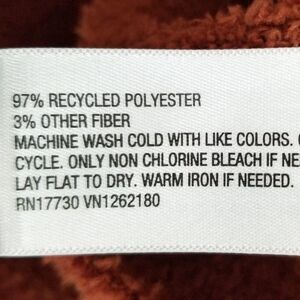 97% RECYCLED POLYESTER
3% OTHER FIBER
MACHINE WASH COLD WITH LIKE COLORS.
CYCLE. ONLY NON CHLORINE BLEACH IF
LAY FLAT TO DRY. WARM IRON IF NEEDED.
RN17730 VN1262180